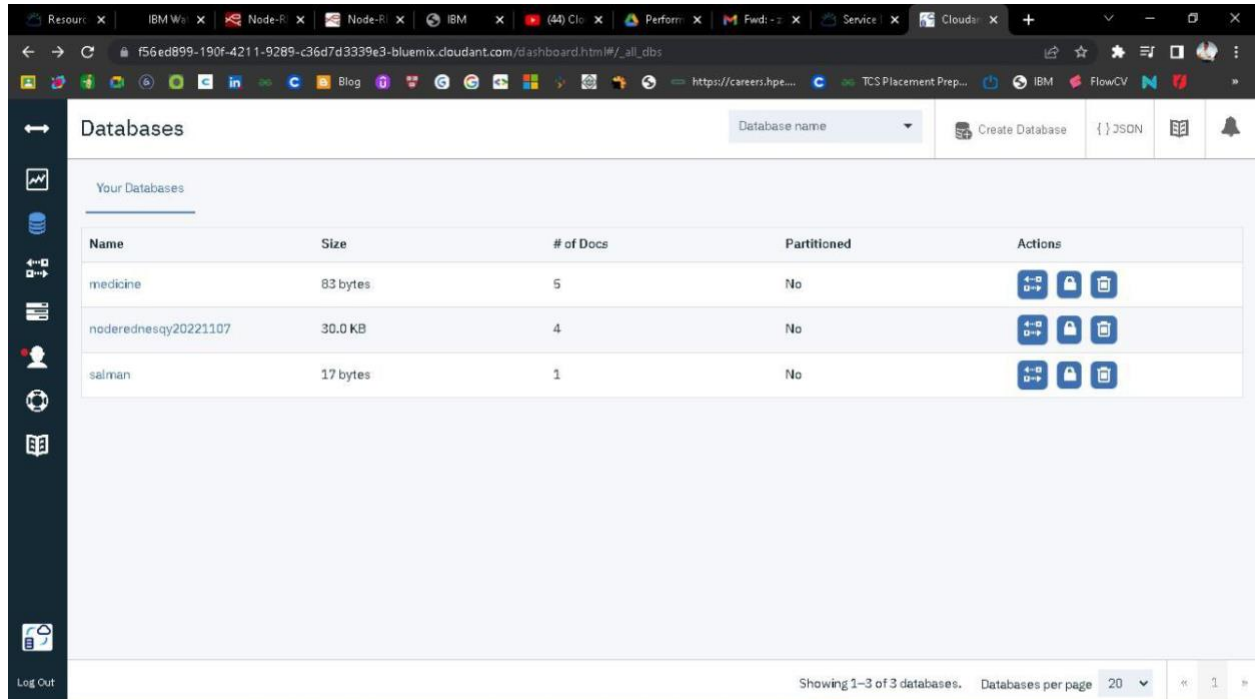 Resourc IBM Wa Node-R Node-R IBM (44) Clo Perform Fwd: - z Service Cloudan
f56ed899-190f-4211-9289-c36d7d3339e3-bluemix.cloudant.com/dashboard.html#/_all_dbs
Blog https://careers.hpe.... TCS Placement Prep... IBM FlowCV
Databases
Database name Create Database { } JSON
Your Databases
Name Size # of Docs Partitioned Actions
medicine 83 bytes 5 No
noderednesqy20221107 30.0 KB 4 No
salman 17 bytes 1 No
Log Out Showing 1–3 of 3 databases. Databases per page 20 « 1 »